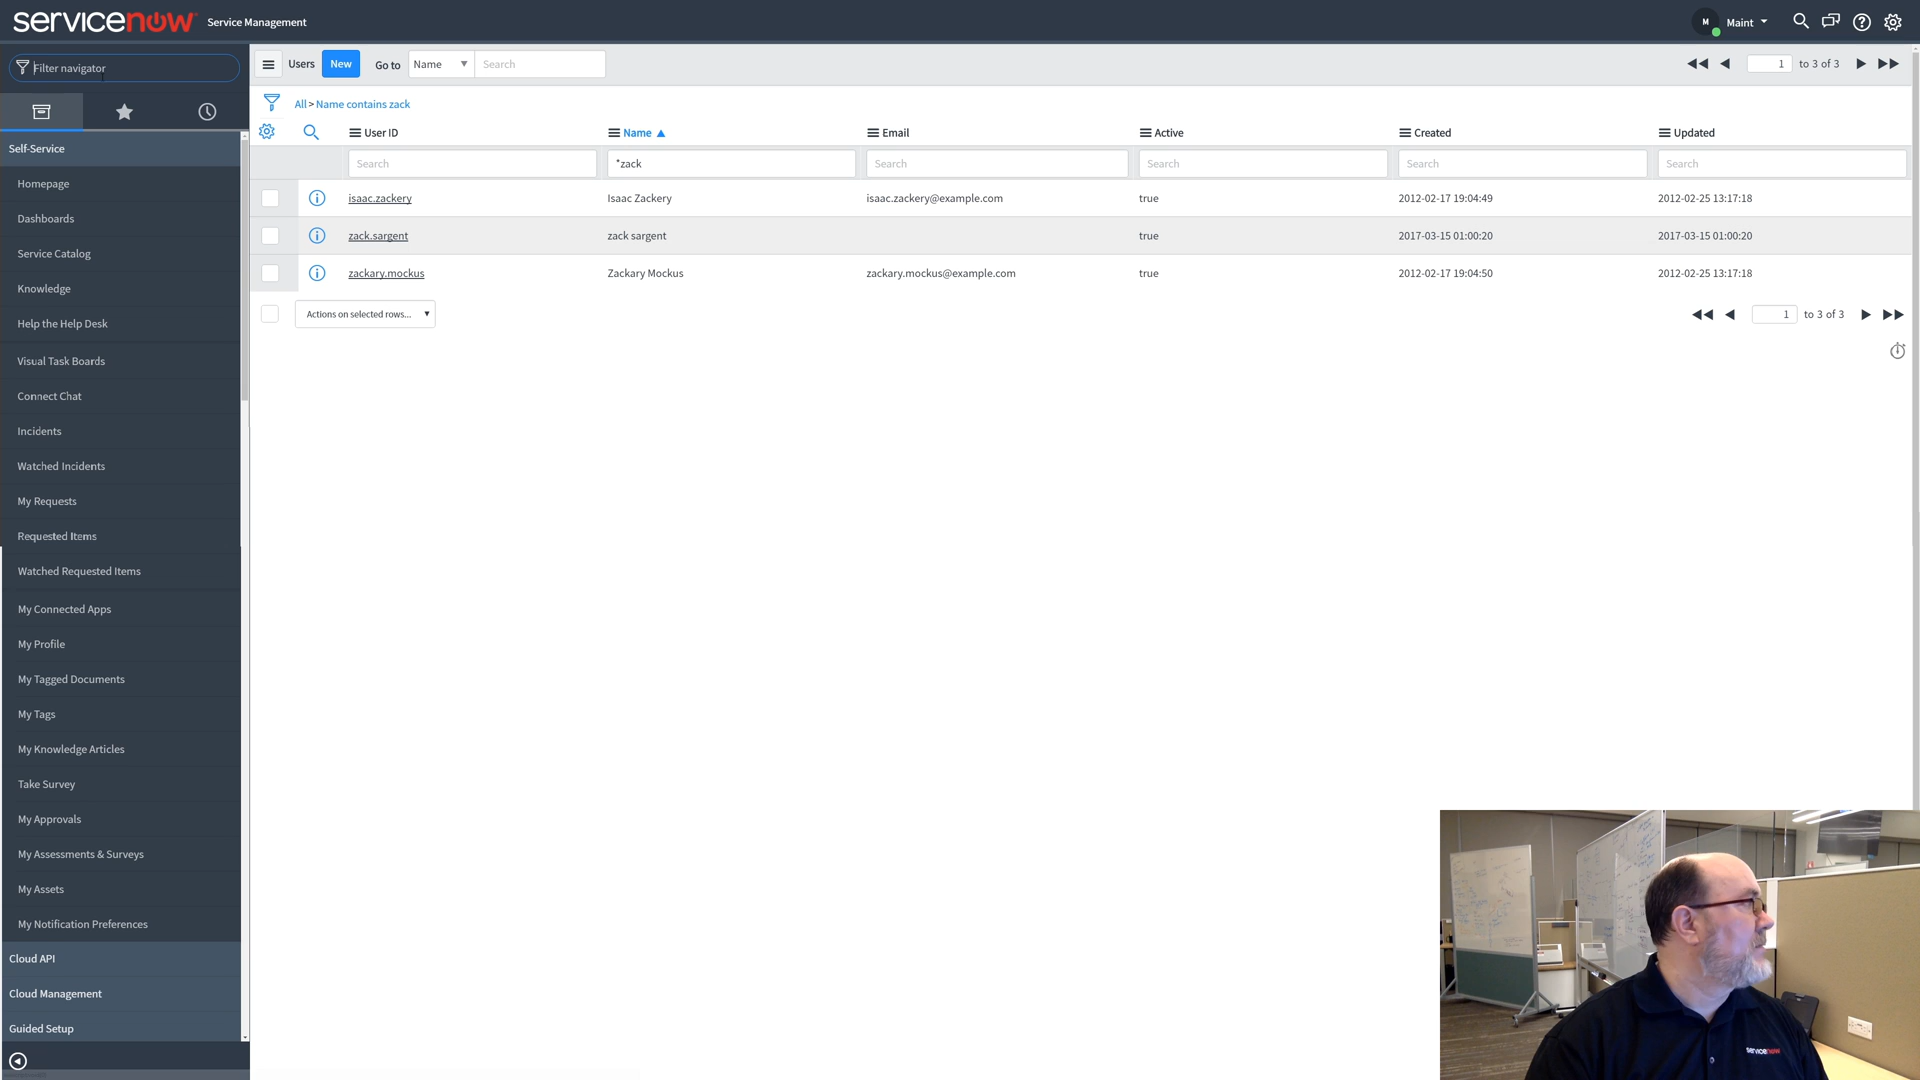 servicenow Service Management
M Maint
Filter navigator
Users New Go to Name Search
1 to 3 of 3
All > Name contains zack
User ID Name Email Active Created Updated
Search *zack Search Search Search Search
isaac.zackery Isaac Zackery isaac.zackery@example.com true 2012-02-17 19:04:49 2012-02-25 13:17:18
zack.sargent zack sargent true 2017-03-15 01:00:20 2017-03-15 01:00:20
zackary.mockus Zackary Mockus zackary.mockus@example.com true 2012-02-17 19:04:50 2012-02-25 13:17:18
Actions on selected rows...
1 to 3 of 3
Self-Service
Homepage
Dashboards
Service Catalog
Knowledge
Help the Help Desk
Visual Task Boards
Connect Chat
Incidents
Watched Incidents
My Requests
Requested Items
Watched Requested Items
My Connected Apps
My Profile
My Tagged Documents
My Tags
My Knowledge Articles
Take Survey
My Approvals
My Assessments & Surveys
My Assets
My Notification Preferences
Cloud API
Cloud Management
Guided Setup
servicenow